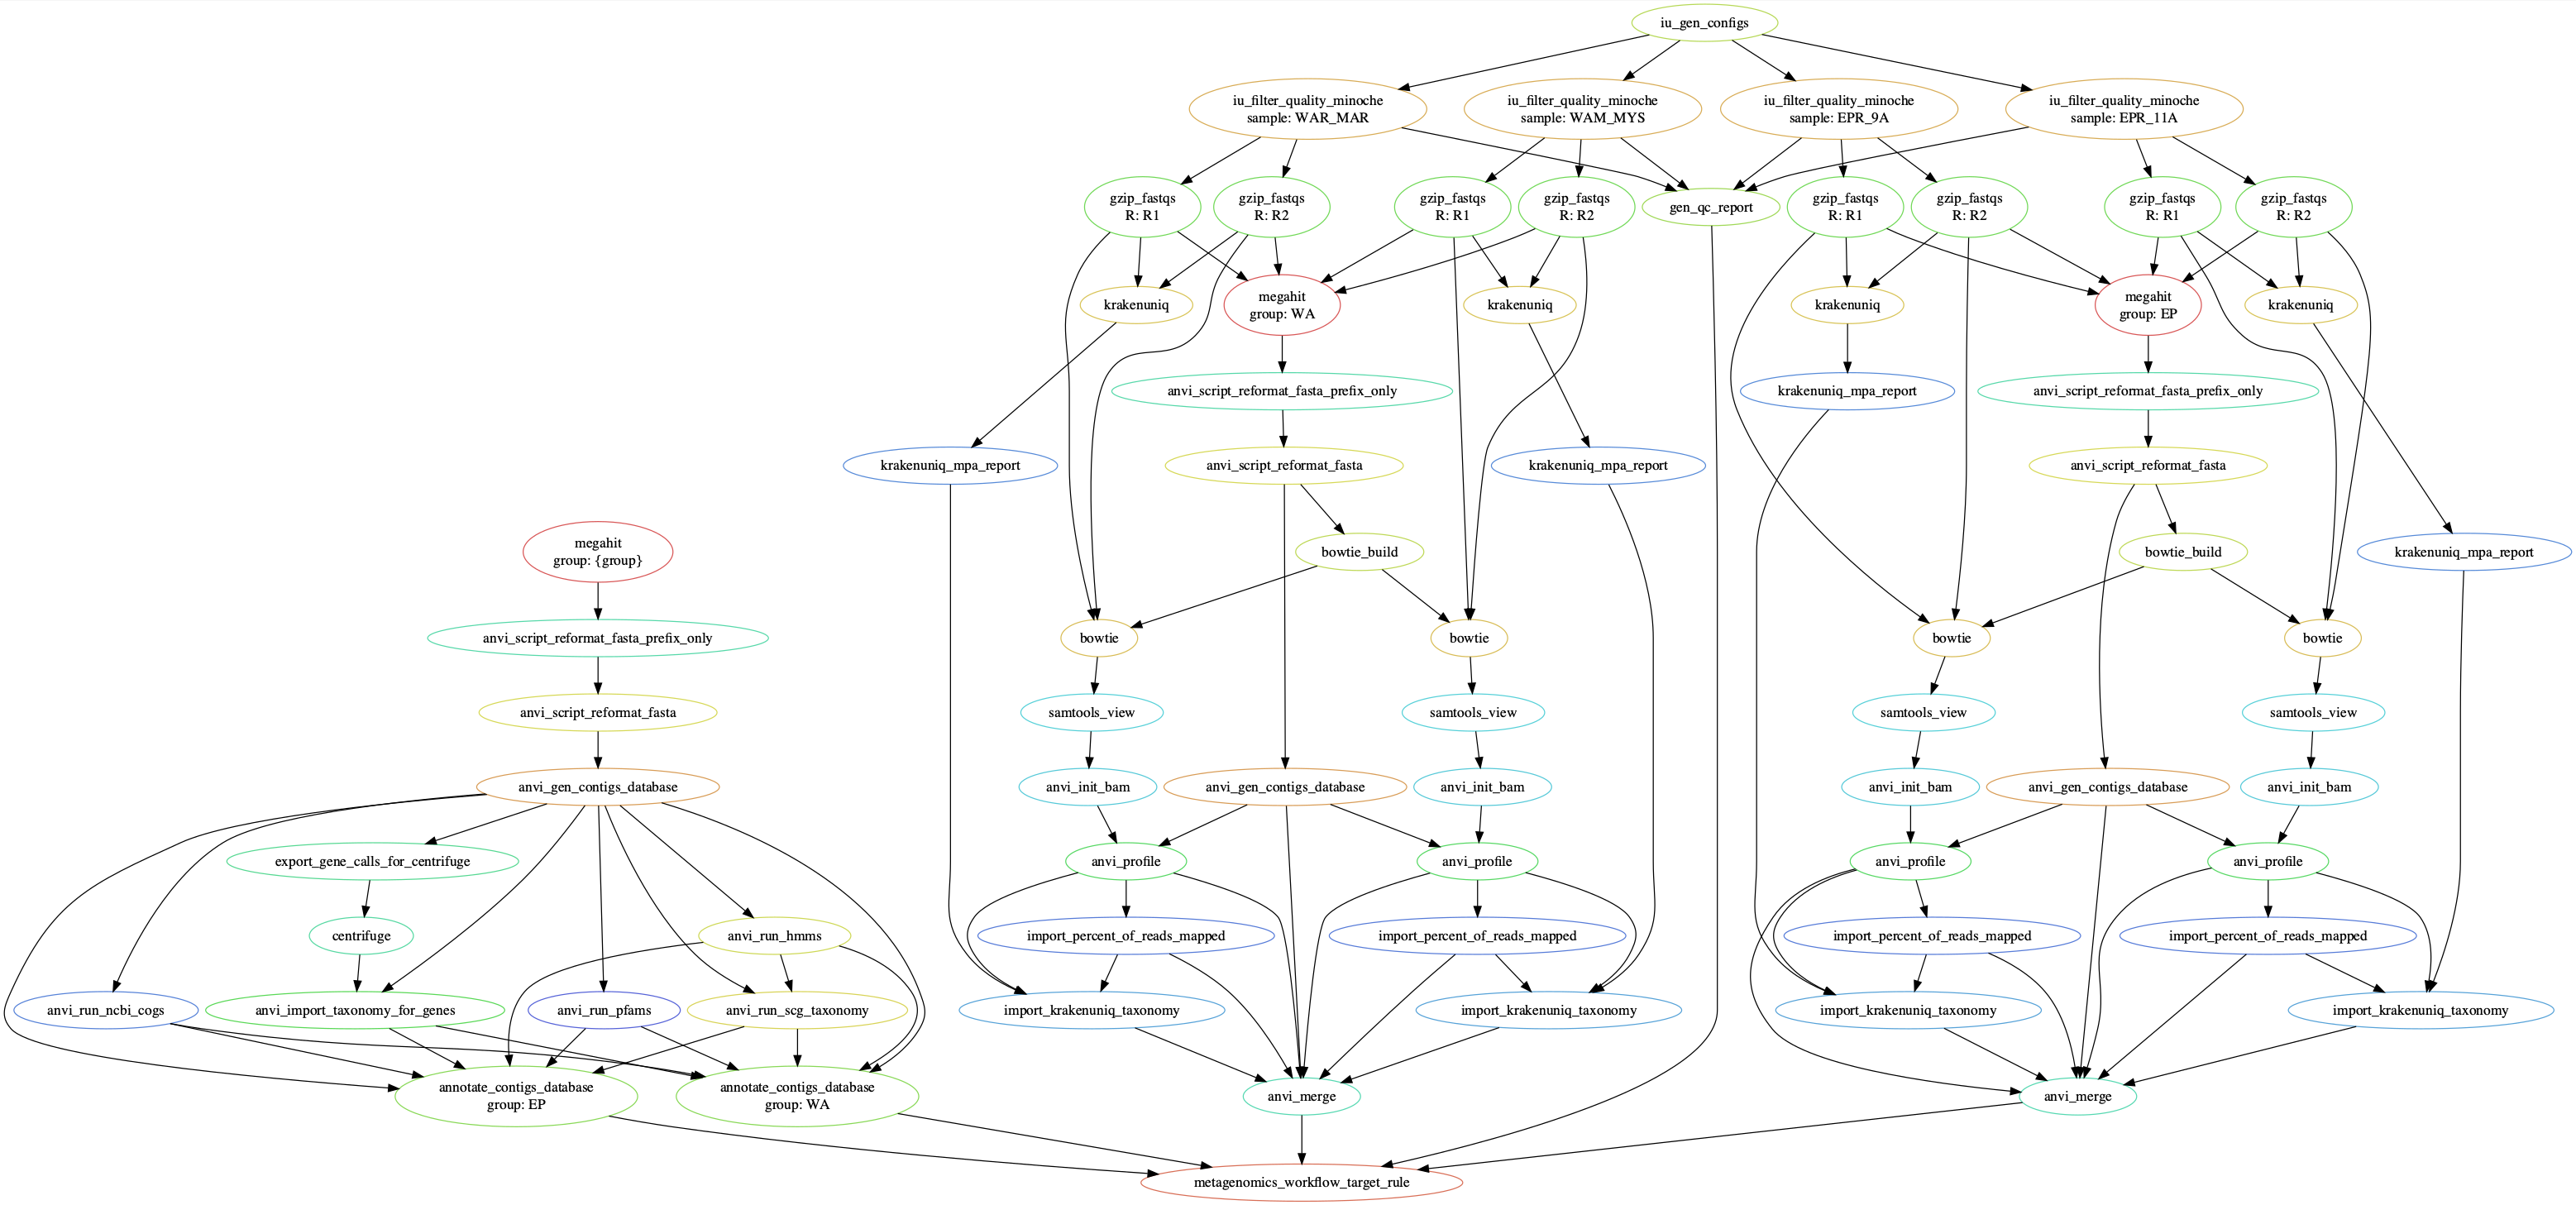 iu_gen_configs
iu_filter_quality_minoche
sample: WAR_MAR
iu_filter_quality_minoche
sample: WAM_MYS
iu_filter_quality_minoche
sample: EPR_9A
iu_filter_quality_minoche
sample: EPR_11A
gzip_fastqs
R: R1
gzip_fastqs
R: R2
gzip_fastqs
R: R1
gzip_fastqs
R: R2
gen_qc_report
gzip_fastqs
R: R1
gzip_fastqs
R: R2
gzip_fastqs
R: R1
gzip_fastqs
R: R2
krakenuniq
megahit
group: WA
krakenuniq
krakenuniq
megahit
group: EP
krakenuniq
anvi_script_reformat_fasta_prefix_only
krakenuniq_mpa_report
anvi_script_reformat_fasta_prefix_only
krakenuniq_mpa_report
anvi_script_reformat_fasta
krakenuniq_mpa_report
anvi_script_reformat_fasta
megahit
group: {group}
bowtie_build
bowtie_build
krakenuniq_mpa_report
anvi_script_reformat_fasta_prefix_only
bowtie
bowtie
bowtie
bowtie
anvi_script_reformat_fasta
samtools_view
samtools_view
samtools_view
samtools_view
anvi_gen_contigs_database
anvi_init_bam
anvi_gen_contigs_database
anvi_init_bam
anvi_init_bam
anvi_gen_contigs_database
anvi_init_bam
export_gene_calls_for_centrifuge
anvi_profile
anvi_profile
anvi_profile
anvi_profile
centrifuge
anvi_run_hmms
import_percent_of_reads_mapped
import_percent_of_reads_mapped
import_percent_of_reads_mapped
import_percent_of_reads_mapped
anvi_run_ncbi_cogs
anvi_import_taxonomy_for_genes
anvi_run_pfams
anvi_run_scg_taxonomy
import_krakenuniq_taxonomy
import_krakenuniq_taxonomy
import_krakenuniq_taxonomy
import_krakenuniq_taxonomy
annotate_contigs_database
group: EP
annotate_contigs_database
group: WA
anvi_merge
anvi_merge
metagenomics_workflow_target_rule